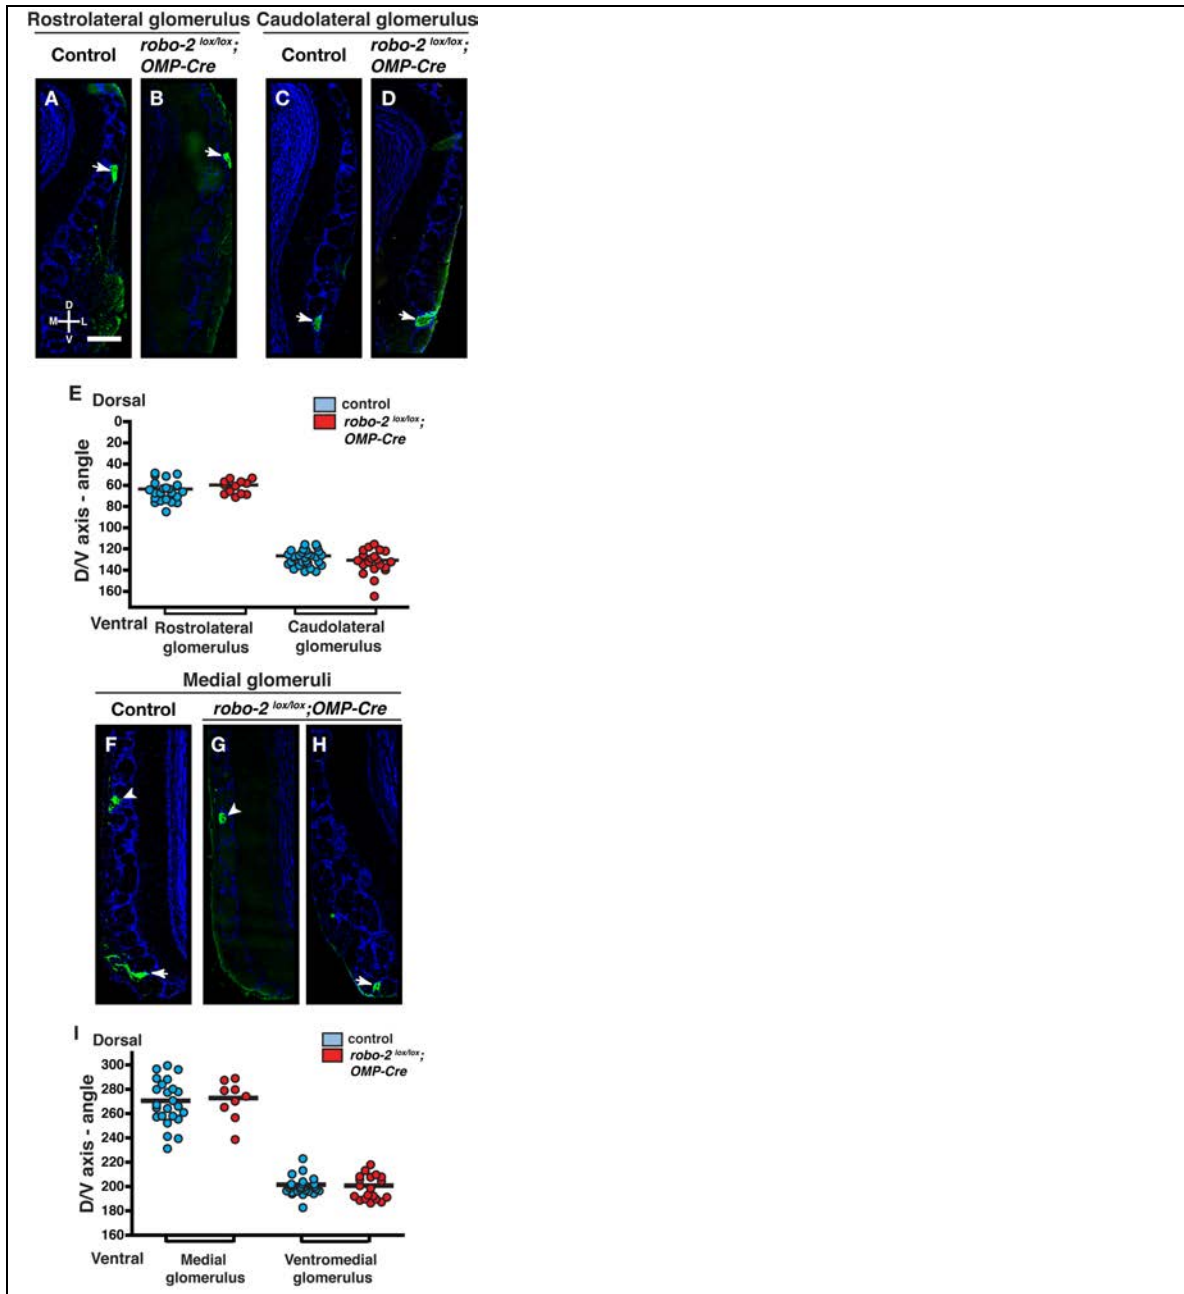 Rostrolateral glomerulus Caudolateral glomerulus
Control robo-2 lox/lox; OMP-Cre Control robo-2 lox/lox; OMP-Cre
A B C D
D
M L
V
E Dorsal
control
robo-2 lox/lox;
OMP-Cre
D/V axis - angle
0
20
40
60
80
100
120
140
160
Ventral
Rostrolateral
glomerulus
Caudolateral
glomerulus
Medial glomeruli
Control robo-2 lox/lox;OMP-Cre
F G H
I Dorsal
control
robo-2 lox/lox;
OMP-Cre
D/V axis - angle
300
280
260
240
220
200
180
160
Ventral
Medial
glomerulus
Ventromedial
glomerulus